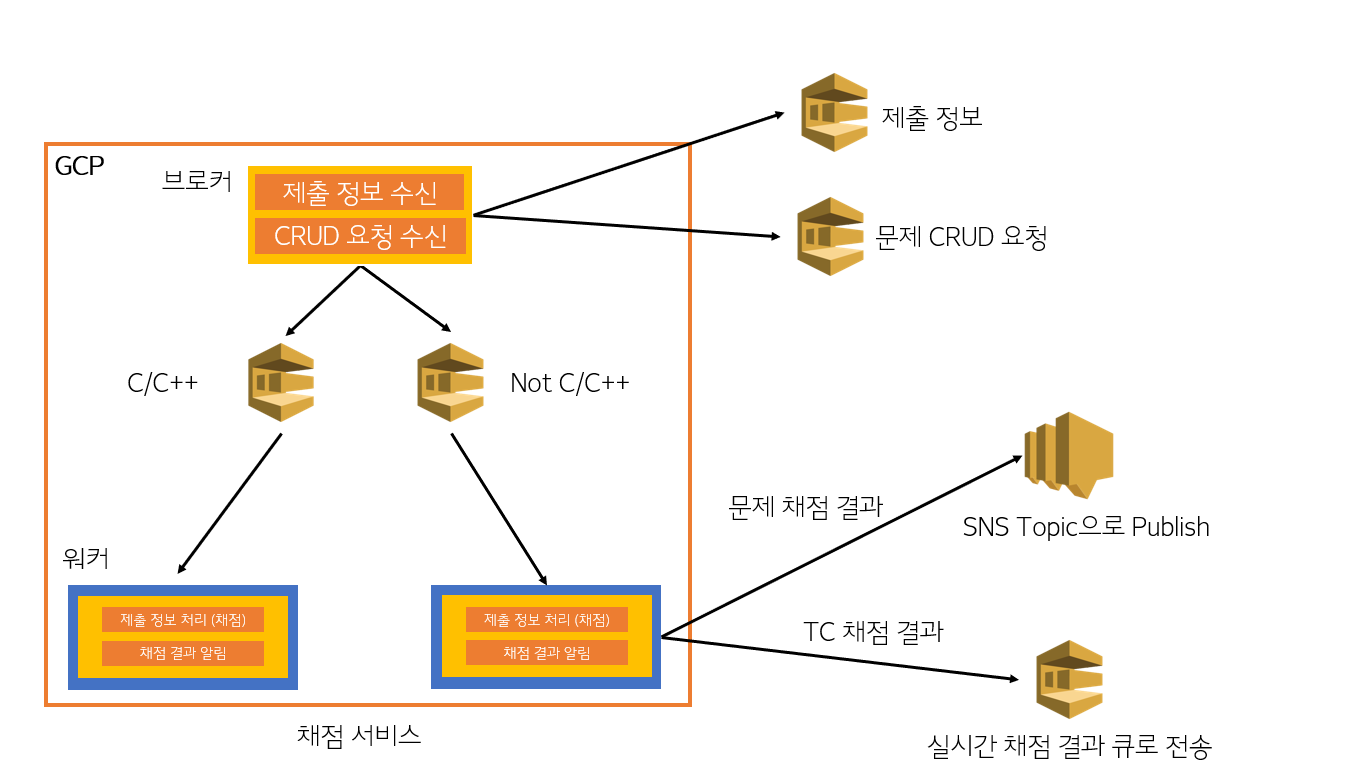 GCP
브로커
제출 정보 수신
CRUD 요청 수신
제출 정보
문제 CRUD 요청
C/C++
Not C/C++
문제 채점 결과
SNS Topic으로 Publish
워커
제출 정보 처리 (채점)
채점 결과 알림
제출 정보 처리 (채점)
채점 결과 알림
TC 채점 결과
채점 서비스
실시간 채점 결과 큐로 전송